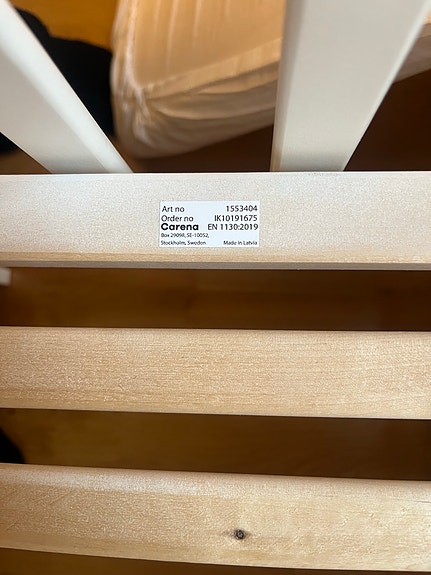 Art no 1553404
Order no IK10191675
Carena EN 1130:2019
Box 29098, SE-10052,
Stockholm, Sweden Made in Latvia